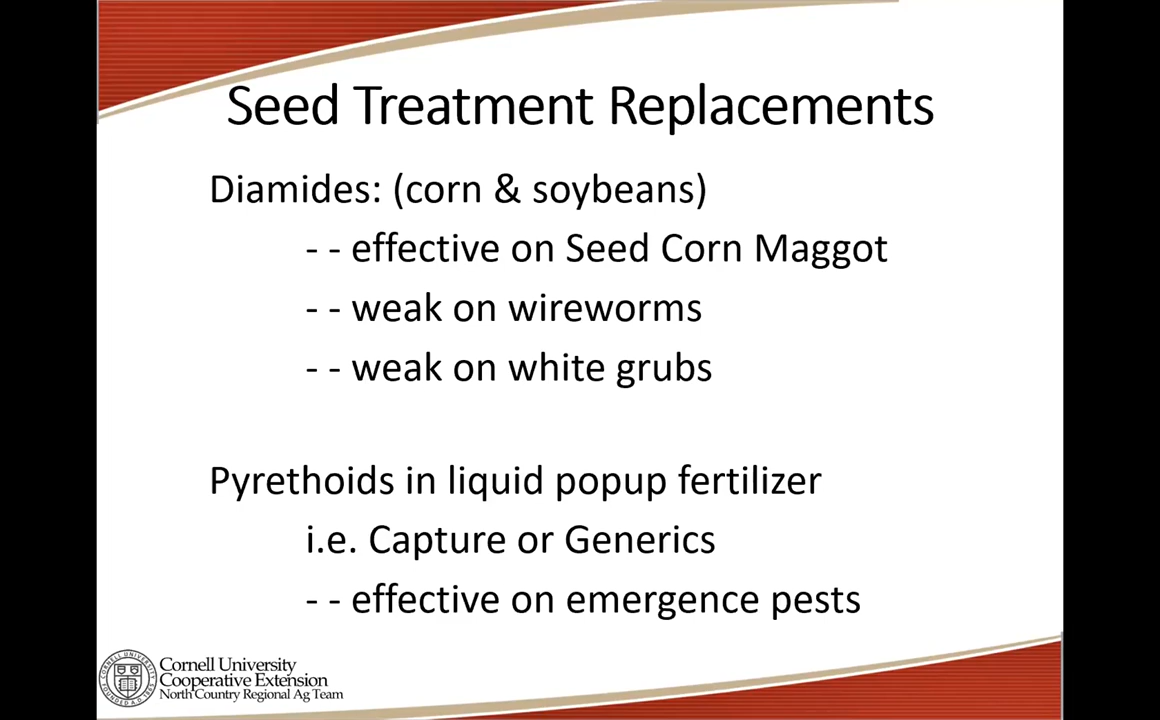 Seed Treatment Replacements
Diamides: (corn & soybeans)
- - effective on Seed Corn Maggot
- - weak on wireworms
- - weak on white grubs
Pyrethoids in liquid popup fertilizer
i.e. Capture or Generics
- - effective on emergence pests
Cornell University
Cooperative Extension
North Country Regional Ag Team